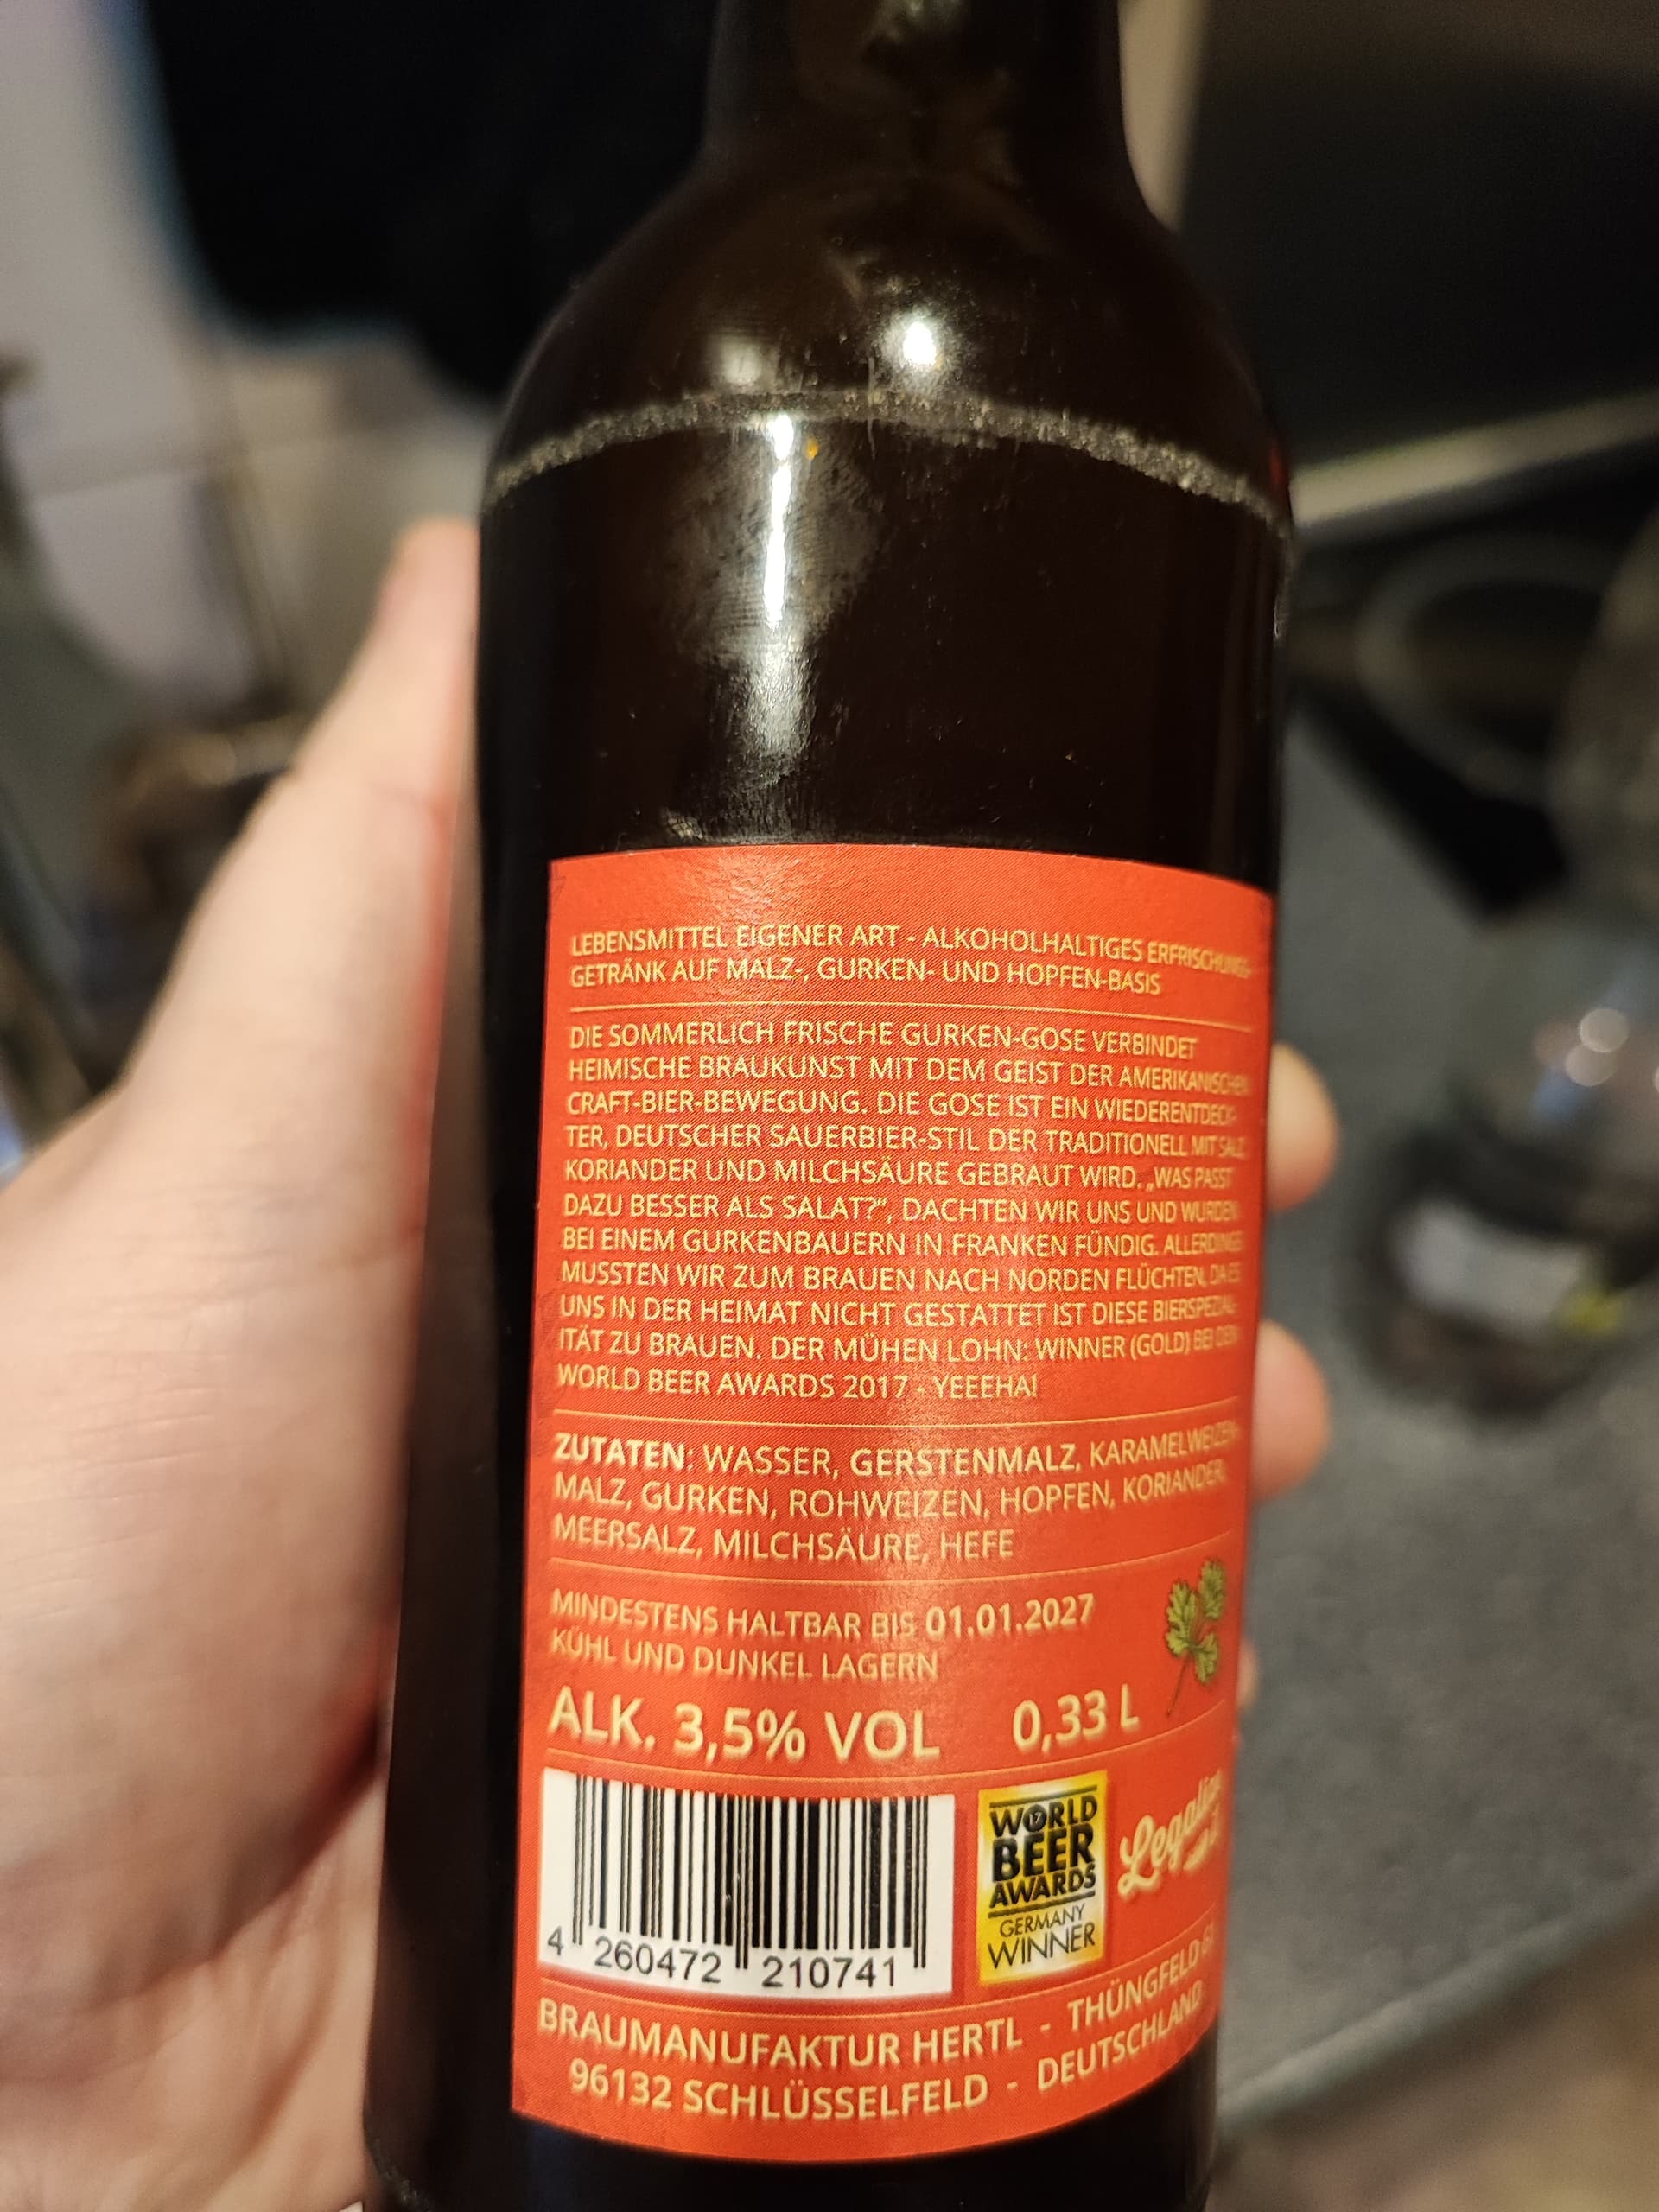 LEBENSMITTEL EIGENER ART - ALKOHOLHALTIGES ERFRISCHUNGS-
GETRÄNK AUF MALZ-, GURKEN- UND HOPFEN-BASIS
DIE SOMMERLICH FRISCHE GURKEN-GOSE VERBINDET
HEIMISCHE BRAUKUNST MIT DEM GEIST DER AMERIKANISCHEN
CRAFT-BIER-BEWEGUNG. DIE GOSE IST EIN WIEDERENTDECK-
TER, DEUTSCHER SAUERBIER-STIL DER TRADITIONELL MIT SALZ,
KORIANDER UND MILCHSÄURE GEBRAUT WIRD. „WAS PASST
DAZU BESSER ALS SALAT?“, DACHTEN WIR UNS UND WURDEN
BEI EINEM GURKENBAUERN IN FRANKEN FÜNDIG. ALLERDINGS
MUSSTEN WIR ZUM BRAUEN NACH NORDEN FLÜCHTEN, DA ES
UNS IN DER HEIMAT NICHT GESTATTET IST DIESE BIERSPEZIAL-
ITÄT ZU BRAUEN. DER MÜHEN LOHN: WINNER (GOLD) BEI DEN
WORLD BEER AWARDS 2017 - YEEEHA!
ZUTATEN: WASSER, GERSTENMALZ, KARAMELWEIZEN-
MALZ, GURKEN, ROHWEIZEN, HOPFEN, KORIANDER,
MEERSALZ, MILCHSÄURE, HEFE
MINDESTENS HALTBAR BIS 01.01.2027
KÜHL UND DUNKEL LAGERN
ALK. 3,5% VOL 0,33 L
4 260472 210741
WORLD
17
BEER
AWARDS
GERMANY
WINNER
Legalize
it
BRAUMANUFAKTUR HERTL - THÜNGFELD
96132 SCHLÜSSELFELD - DEUTSCHLAND